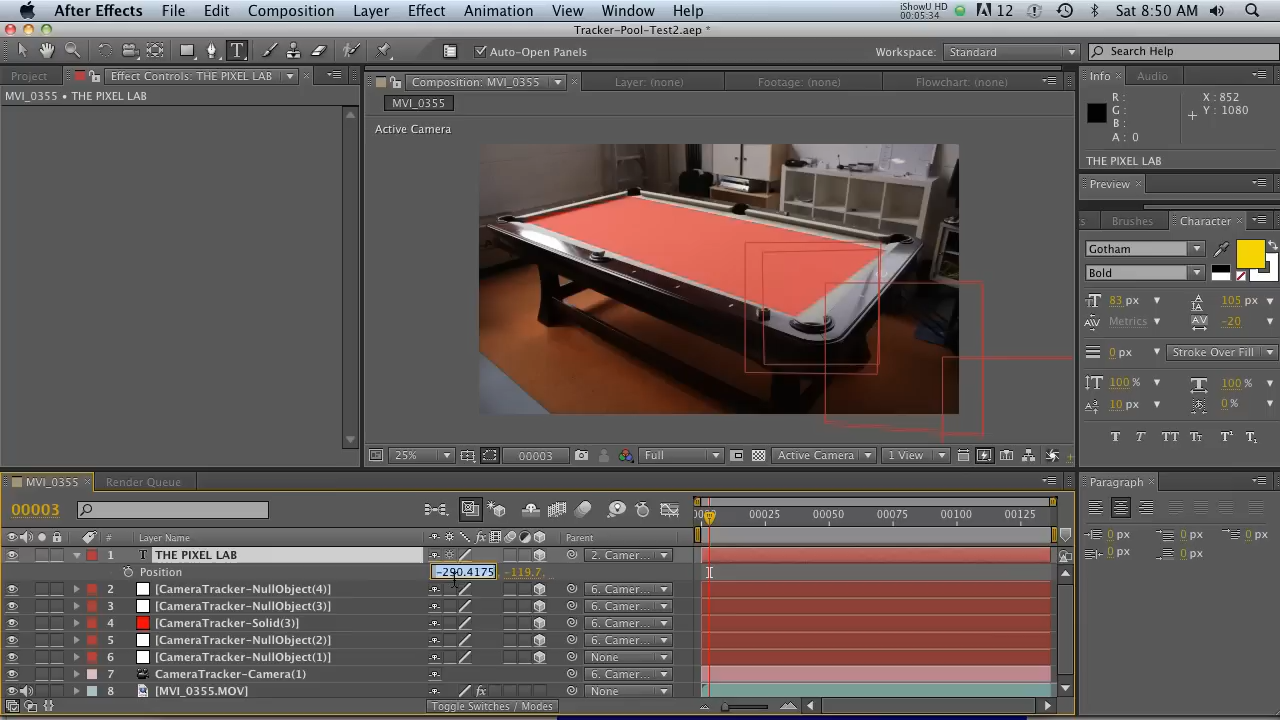 After Effects File Edit Composition Layer Effect Animation View Window Help iShowU HD 00:05:34 12 Sat 8:50 AM
Tracker-Pool-Test2.aep *
T Auto-Open Panels Workspace: Standard Search Help
Project Effect Controls: THE PIXEL LAB Composition: MVI_0355 Layer: (none) Footage: (none) Flowchart: (none) Info Audio
MVI_0355 • THE PIXEL LAB
MVI_0355
R : X : 852
G : Y : 1080
B :
A : 0
Active Camera
THE PIXEL LAB
Preview
s Brushes Character
Gotham
Bold
83 px 105 px
Metrics -20
0 px Stroke Over Fill
100 % 100 %
10 px 0 %
T T TT Tт T¹ T₁
25% 00003 Full Active Camera 1 View
MVI_0355 Render Queue Paragraph
00003
00025 00050 00075 00100 00125
# Layer Name fx Parent
1 T THE PIXEL LAB 2. Camer...
Position -290.4175 -119.7
2 [CameraTracker-NullObject(4)] 6. Camer...
3 [CameraTracker-NullObject(3)] 6. Camer...
4 [CameraTracker-Solid(3)] 6. Camer...
5 [CameraTracker-NullObject(2)] 6. Camer...
6 [CameraTracker-NullObject(1)] None
7 CameraTracker-Camera(1) 6. Camer...
8 [MVI_0355.MOV] fx None
Toggle Switches / Modes
0 px 0 px
0 px 0 px
0 px